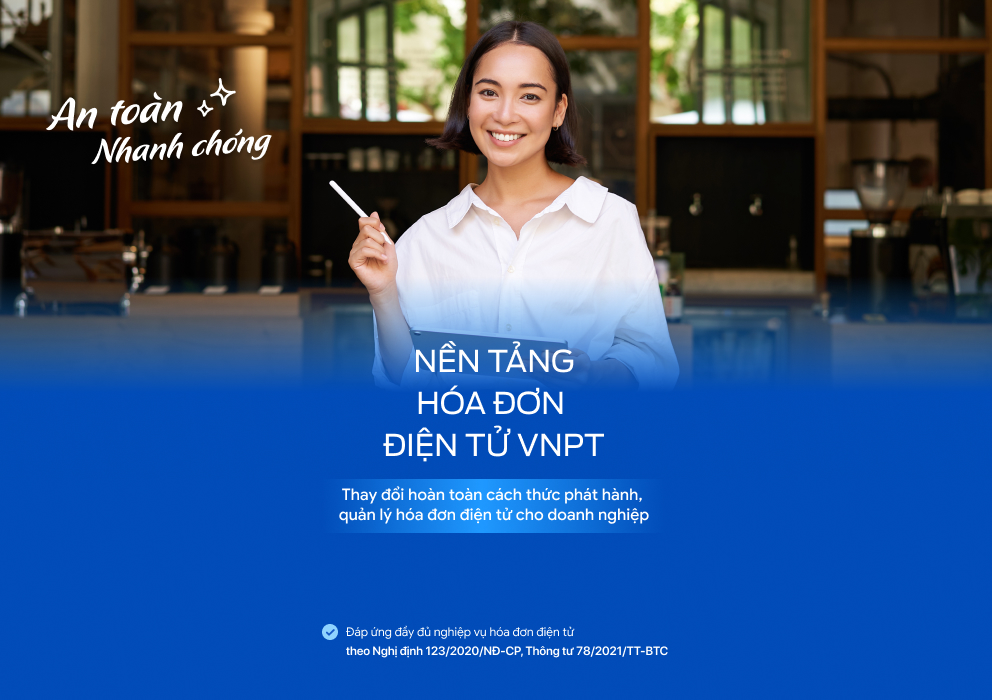 An toàn
Nhanh chóng
NỀN TẢNG
HÓA ĐƠN
ĐIỆN TỬ VNPT
Thay đổi hoàn toàn cách thức phát hành,
quản lý hóa đơn điện tử cho doanh nghiệp
Đáp ứng đầy đủ nghiệp vụ hóa đơn điện tử
theo Nghị định 123/2020/NĐ-CP, Thông tư 78/2021/TT-BTC